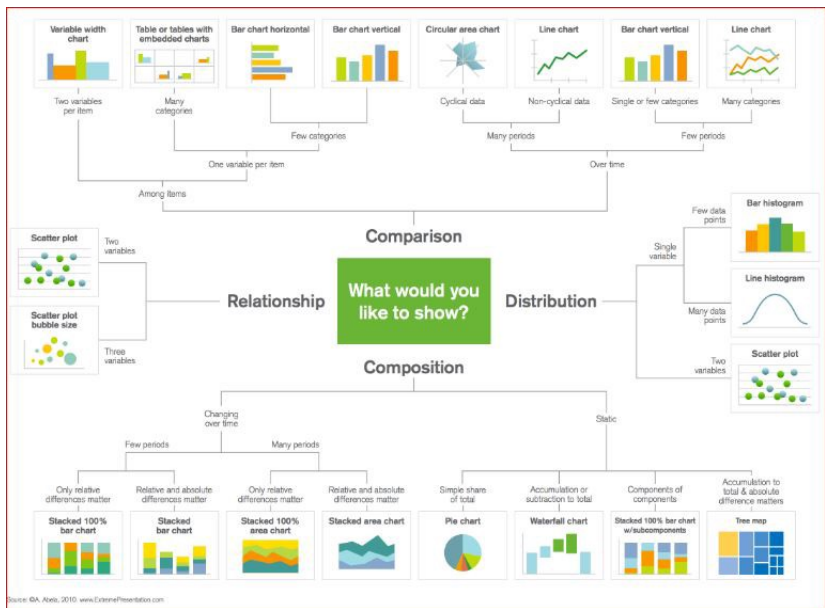 Variable width
chart
Table or tables with
embedded charts
Bar chart horizontal
Bar chart vertical
Circular area chart
Line chart
Bar chart vertical
Line chart
Two variables
per item
Many
categories
Cyclical data
Non-cyclical data
Single or few categories
Many categories
Few categories
Many periods
Few periods
One variable per item
Over time
Among items
Comparison
Scatter plot
Two
variables
Relationship
Scatter plot
bubble size
Three
variables
What would you
like to show?
Distribution
Single
variable
Few data
points
Bar histogram
Many data
points
Line histogram
Two
variables
Scatter plot
Composition
Changing
over time
Static
Few periods
Many periods
Only relative
differences matter
Relative and absolute
differences matter
Only relative
differences matter
Relative and absolute
differences matter
Simple share
of total
Accumulation or
subtraction to total
Components of
components
Accumulation to
total & absolute
difference matters
Stacked 100%
bar chart
Stacked
bar chart
Stacked 100%
area chart
Stacked area chart
Pie chart
Waterfall chart
Stacked 100% bar chart
w/subcomponents
Tree map
Source: ©A. Abela, 2010. www.ExtremePresentation.com